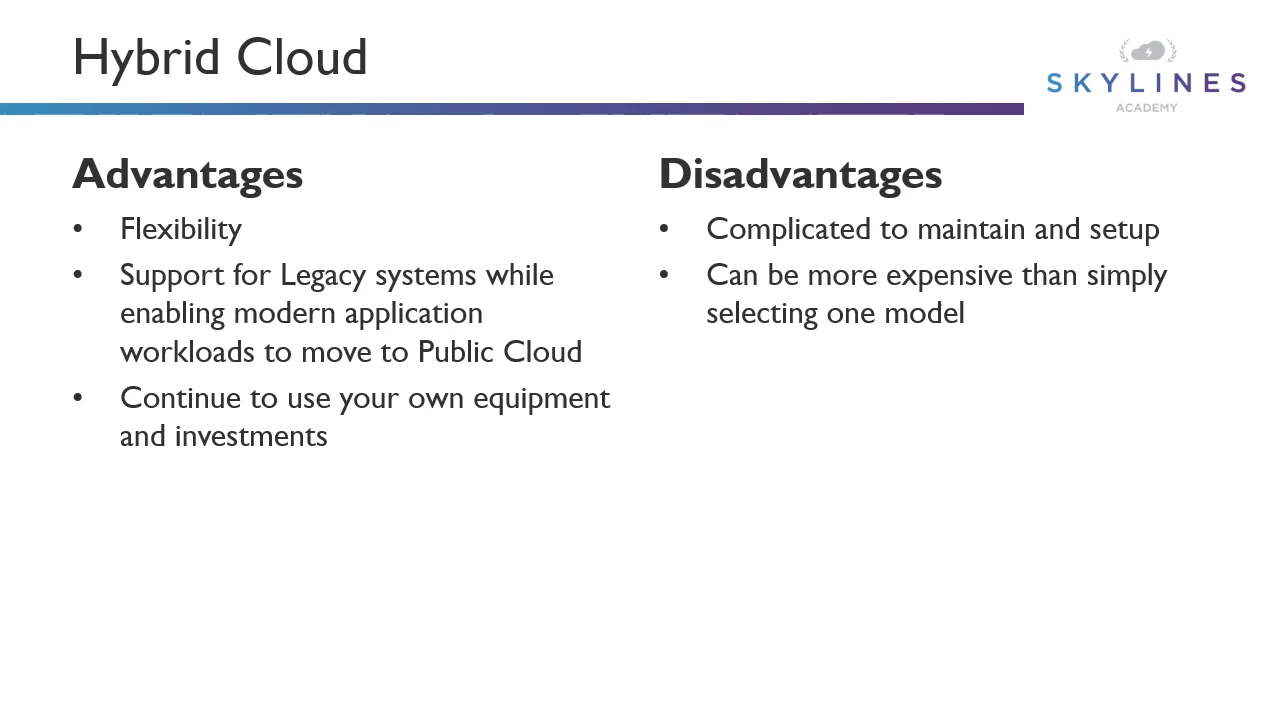 Hybrid Cloud
SKYLINES
ACADEMY
Advantages
• Flexibility
• Support for Legacy systems while
enabling modern application
workloads to move to Public Cloud
• Continue to use your own equipment
and investments
Disadvantages
• Complicated to maintain and setup
• Can be more expensive than simply
selecting one model